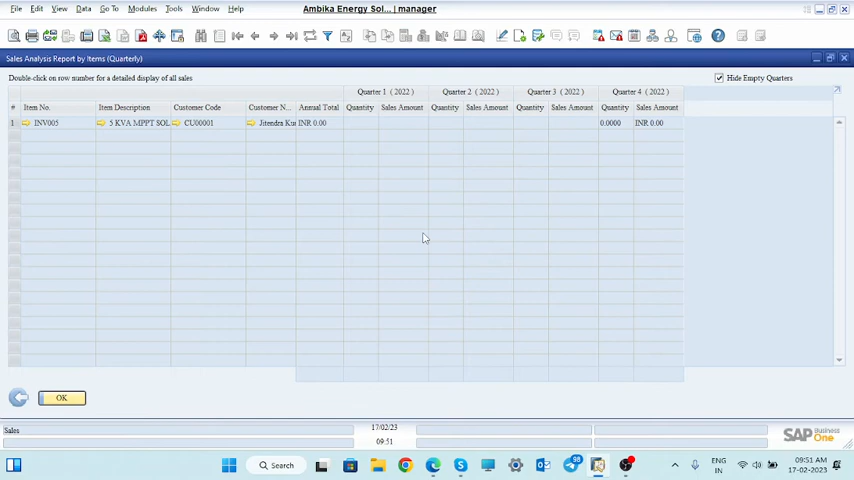 Ambika Energy Sol... | manager
File Edit View Data Go To Modules Tools Window Help
Sales Analysis Report by Items (Quarterly)
Double-click on row number for a detailed display of all sales
Hide Empty Quarters
Quarter 1 ( 2022 ) Quarter 2 ( 2022 ) Quarter 3 ( 2022 ) Quarter 4 ( 2022 )
# Item No. Item Description Customer Code Customer N... Annual Total Quantity Sales Amount Quantity Sales Amount Quantity Sales Amount Quantity Sales Amount
1 INV005 5 KVA MPPT SOL CU00001 Jitendra Ku INR 0.00 0.0000 INR 0.00
OK
Sales
17/02/23
09:51
SAP Business One
Search
98
ENG
IN
09:51 AM
17-02-2023